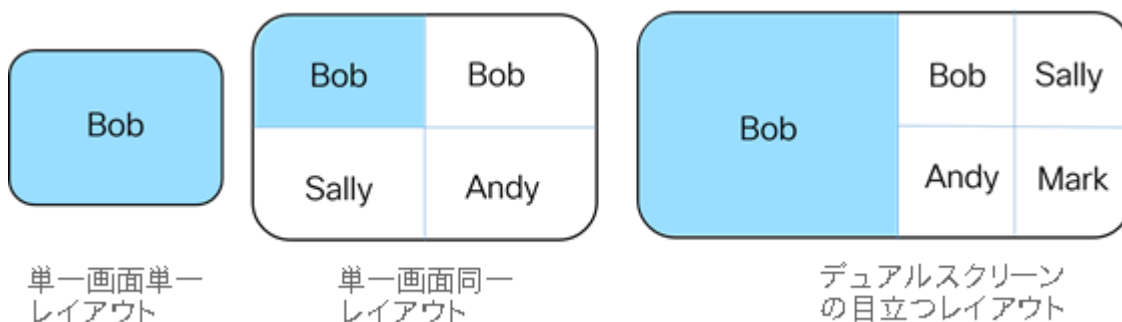 Bob
Bob Bob
Sally Andy
Bob
Bob Sally
Andy Mark
単一画面単一
レイアウト
単一画面同一
レイアウト
デュアルスクリーン
の目立つレイアウト